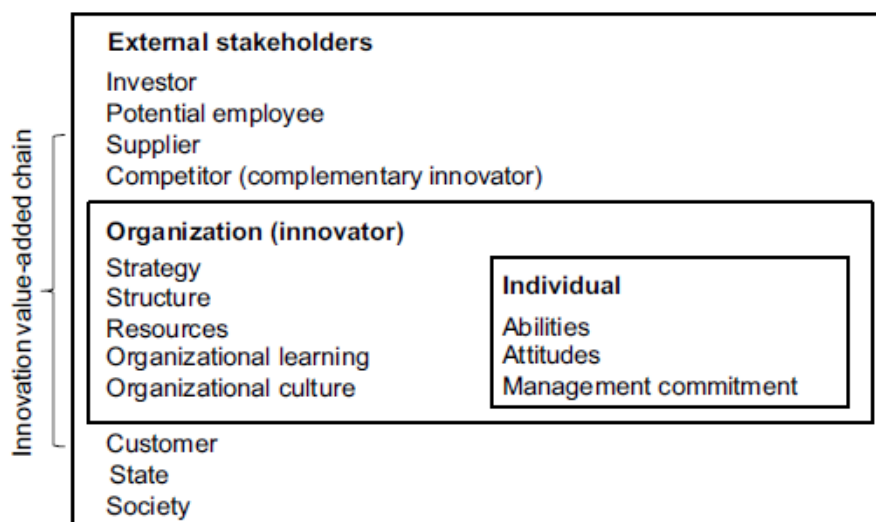 External stakeholders
Investor
Potential employee
Supplier
Competitor (complementary innovator)
Innovation value-added chain
Organization (innovator)
Strategy
Structure
Resources
Organizational learning
Organizational culture
Individual
Abilities
Attitudes
Management commitment
Customer
State
Society